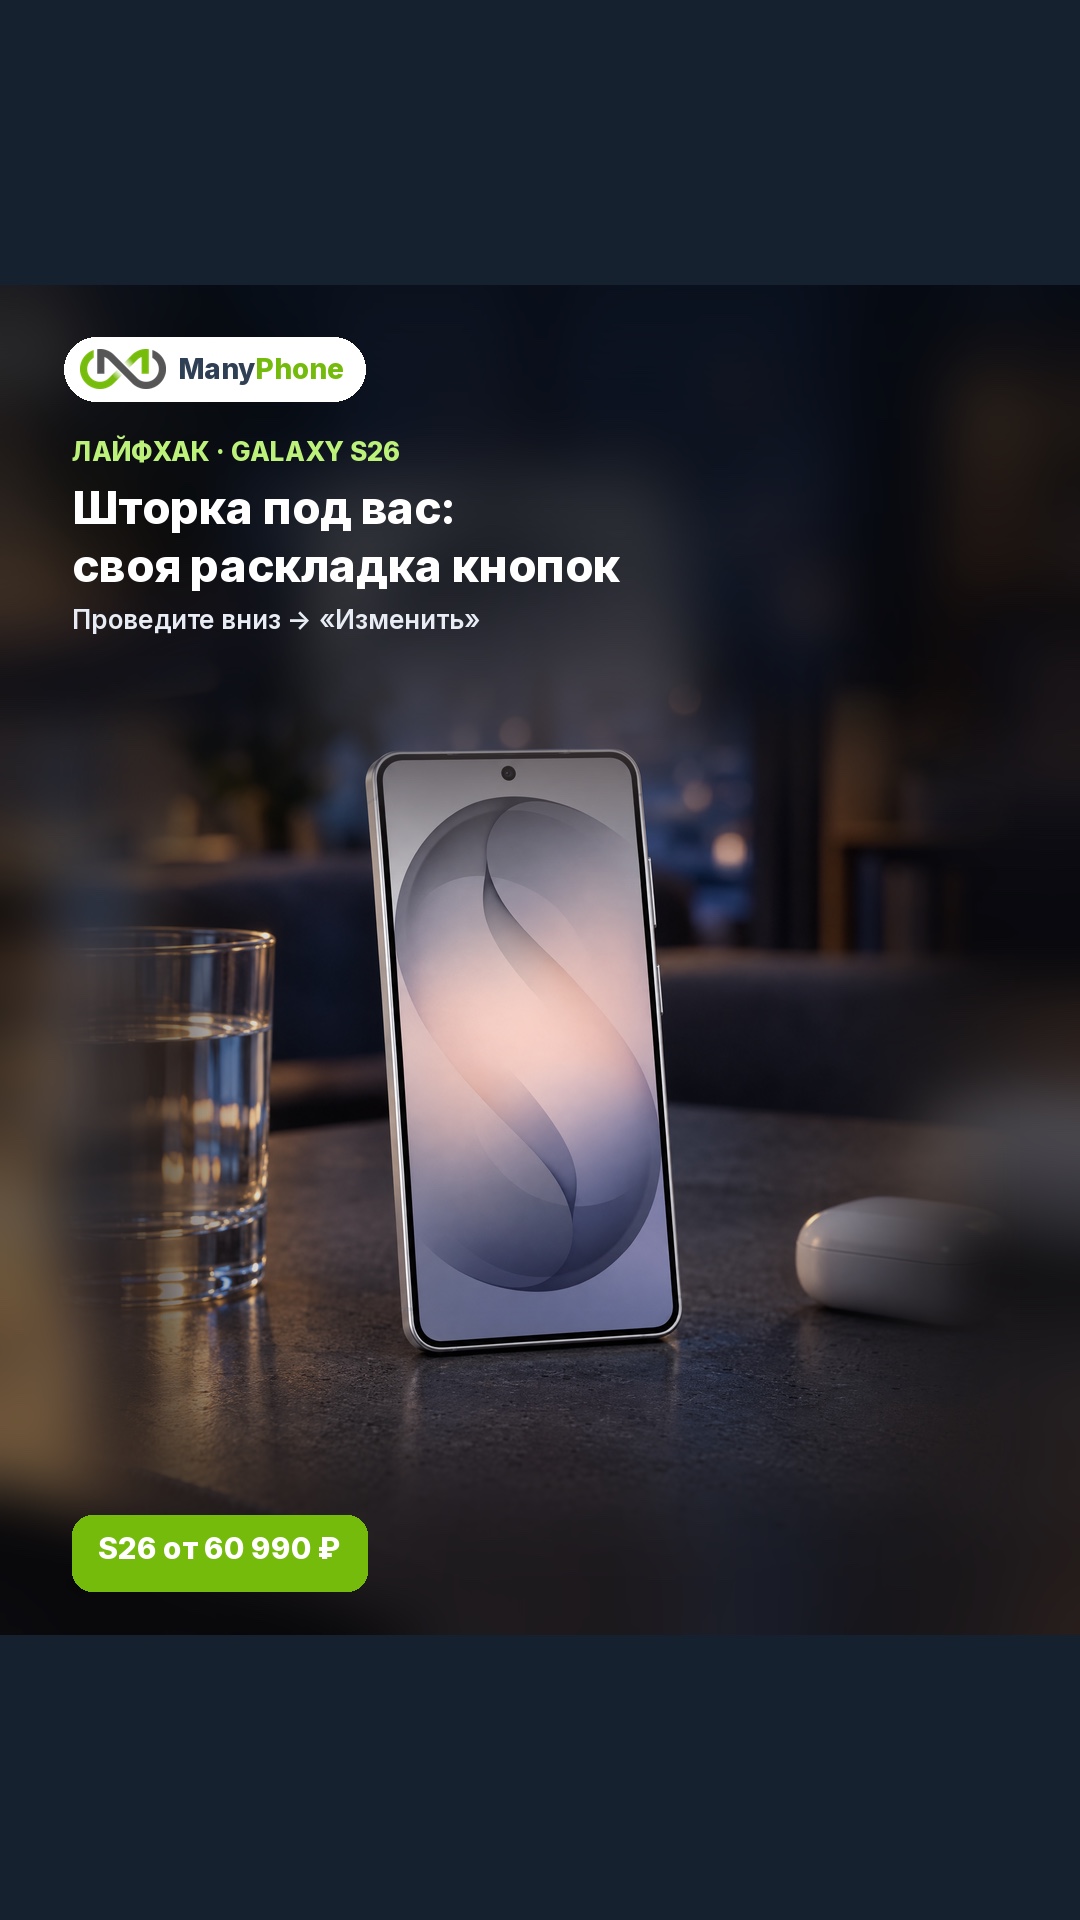 ManyPhone
ЛАЙФХАК · GALAXY S26
Шторка под вас:
своя раскладка кнопок
Проведите вниз → «Изменить»
S26 от 60 990 ₽